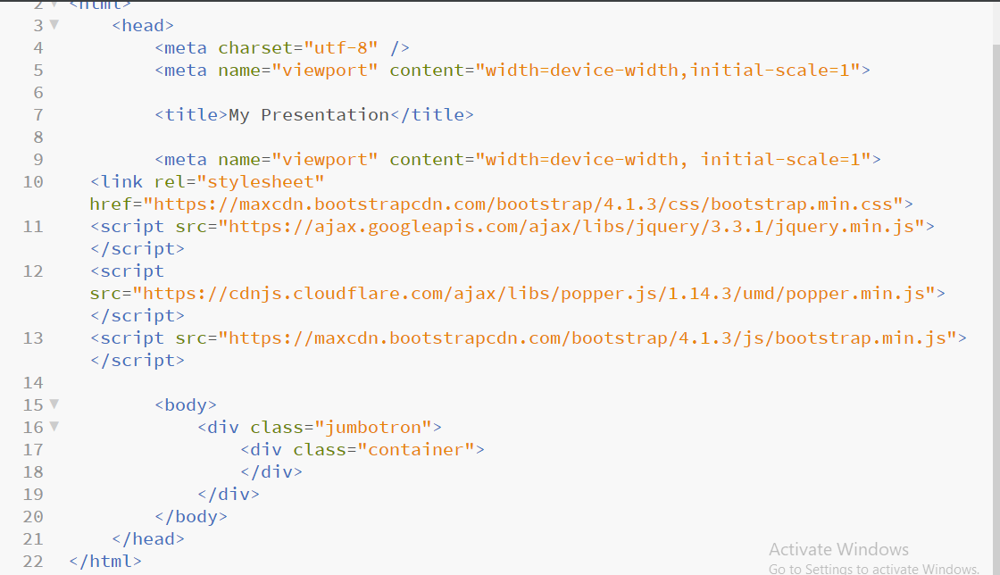 2 <html>
3 <head>
4 <meta charset="utf-8" />
5 <meta name="viewport" content="width=device-width,initial-scale=1">
6
7 <title>My Presentation</title>
8
9 <meta name="viewport" content="width=device-width, initial-scale=1">
10 <link rel="stylesheet"
href="https://maxcdn.bootstrapcdn.com/bootstrap/4.1.3/css/bootstrap.min.css">
11 <script src="https://ajax.googleapis.com/ajax/libs/jquery/3.3.1/jquery.min.js">
</script>
12 <script
src="https://cdnjs.cloudflare.com/ajax/libs/popper.js/1.14.3/umd/popper.min.js">
</script>
13 <script src="https://maxcdn.bootstrapcdn.com/bootstrap/4.1.3/js/bootstrap.min.js">
</script>
14
15 <body>
16 <div class="jumbotron">
17 <div class="container">
18 </div>
19 </div>
20 </body>
21 </head>
22 </html>
Activate Windows
Go to Settings to activate Windows.